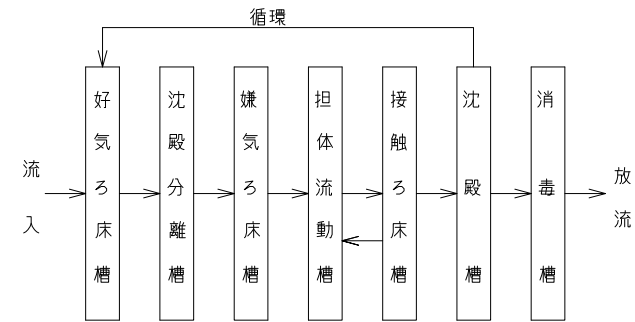 循環
流入
好気ろ床槽
沈殿分離槽
嫌気ろ床槽
担体流動槽
接触ろ床槽
沈殿槽
消毒槽
放流